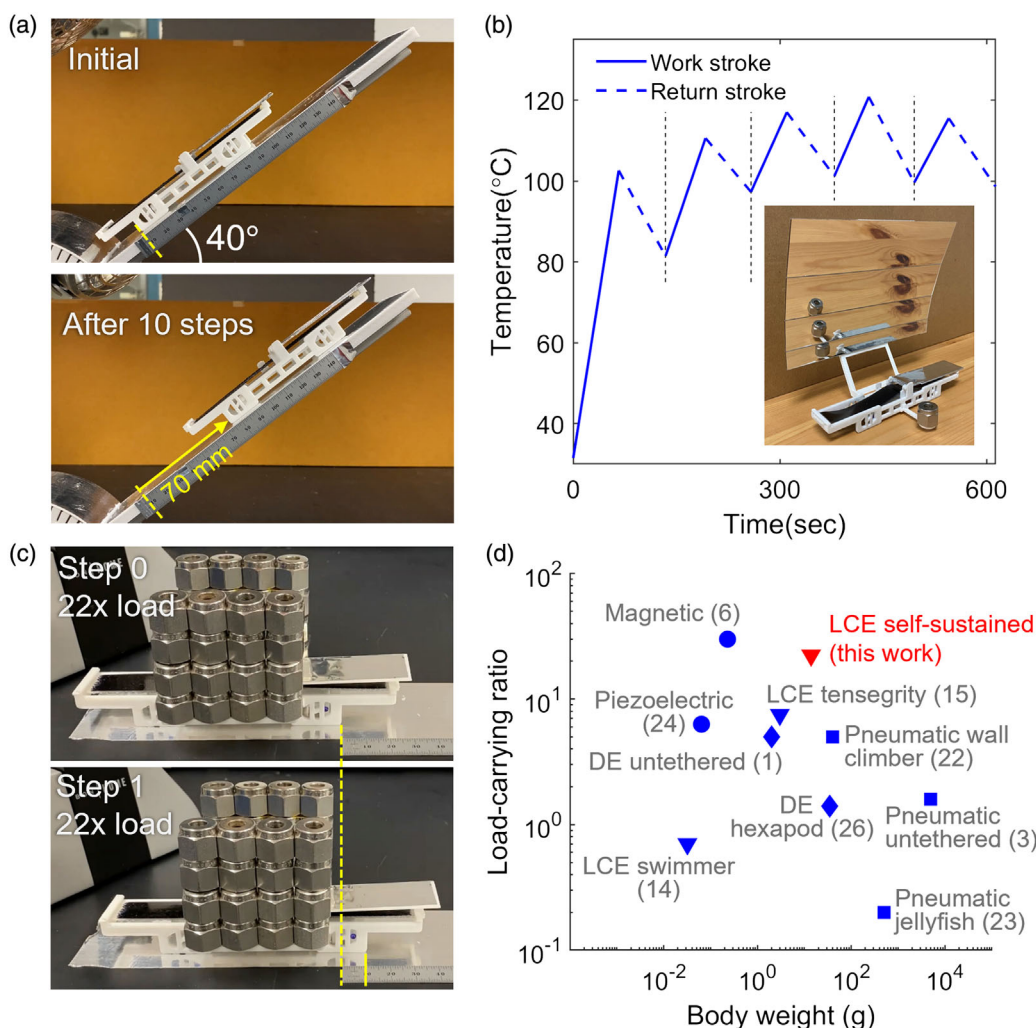 (a)
Initial
40°
After 10 steps
70 mm
(b)
Work stroke
Return stroke
120
100
80
60
40
Temperature(°C)
0
300
600
Time(sec)
(c)
Step 0
22x load
Step 1
22x load
(d)
10²
10¹
10⁰
10⁻¹
Load-carrying ratio
Magnetic (6)
LCE self-sustained
(this work)
Piezoelectric
(24)
LCE tensegrity (15)
DE untethered (1)
Pneumatic wall
climber (22)
DE
hexapod (26)
Pneumatic
untethered (3)
LCE swimmer
(14)
Pneumatic
jellyfish (23)
10⁻²
10⁰
10²
10⁴
Body weight (g)